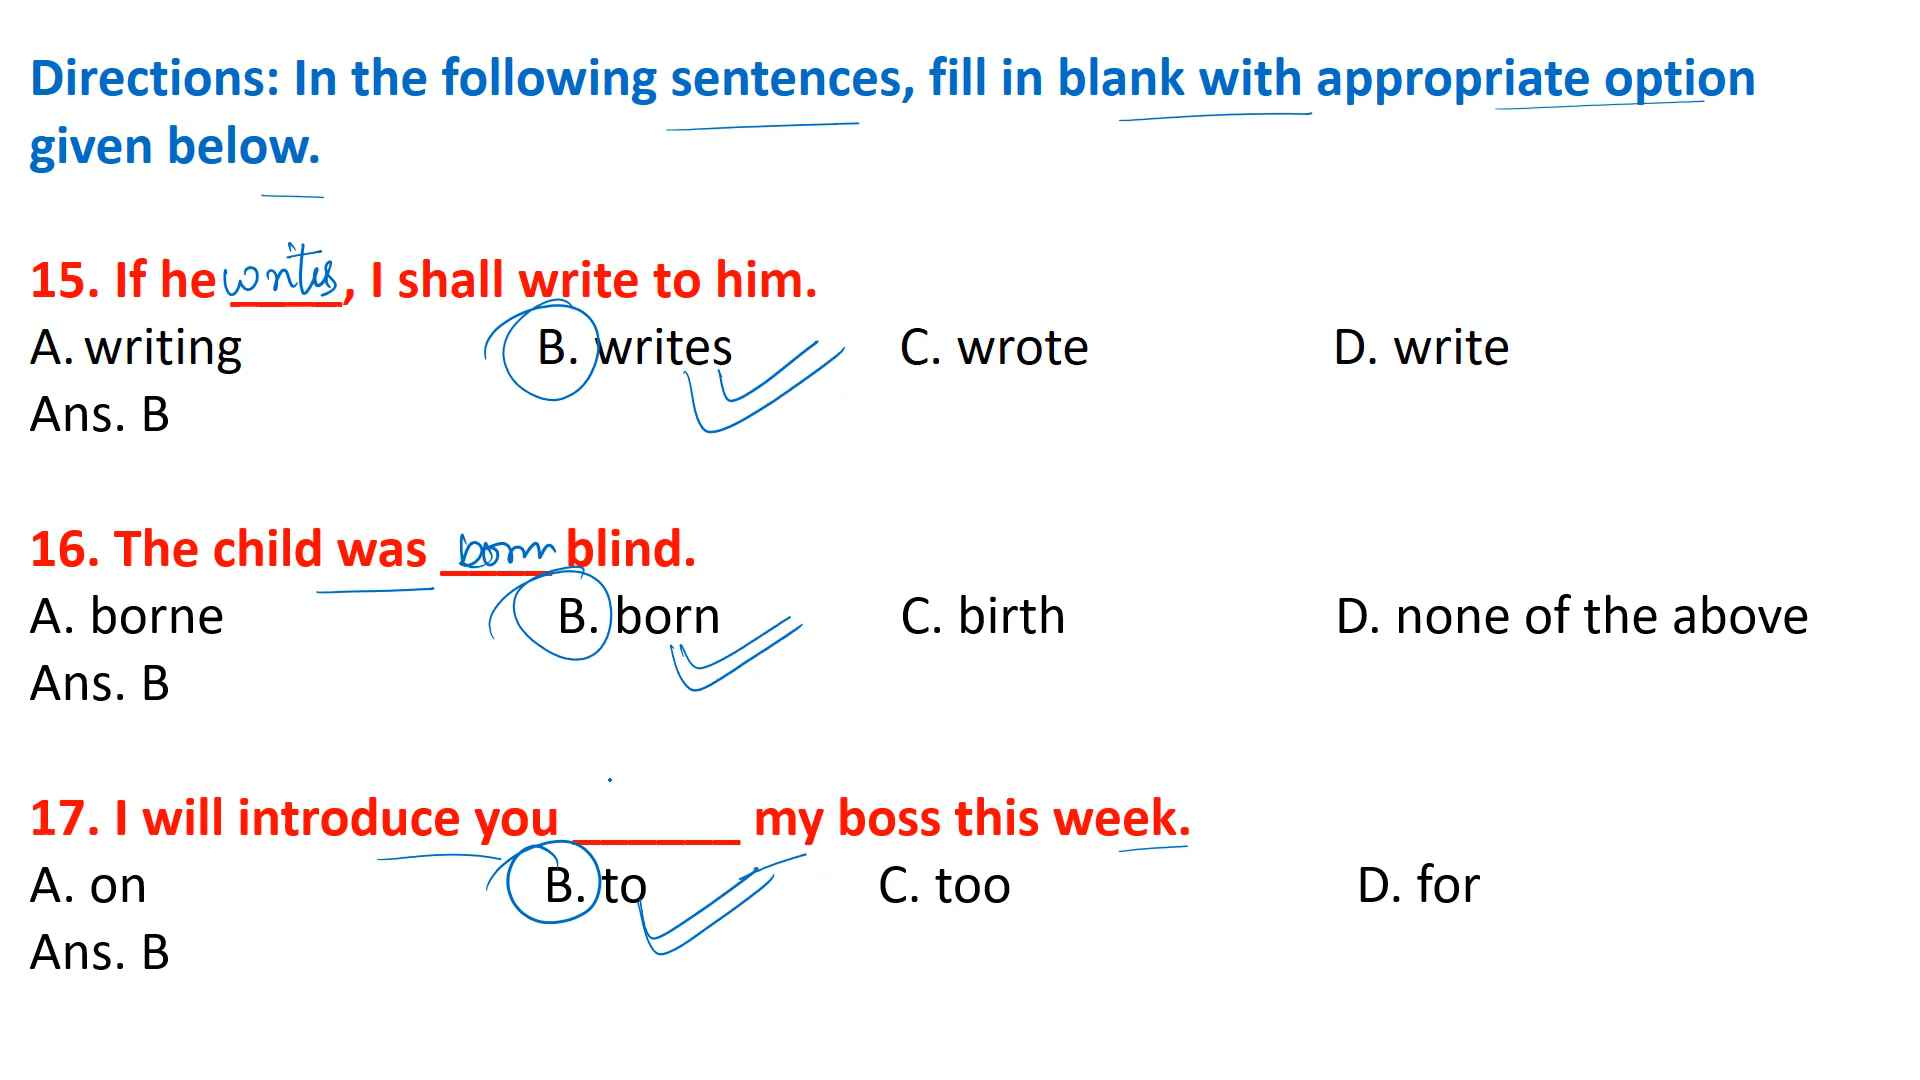 Directions: In the following sentences, fill in blank with appropriate option
given below.
15. If he writes, I shall write to him.
A. writing B. writes C. wrote D. write
Ans. B
16. The child was born blind.
A. borne B. born C. birth D. none of the above
Ans. B
17. I will introduce you ______ my boss this week.
A. on B. to C. too D. for
Ans. B